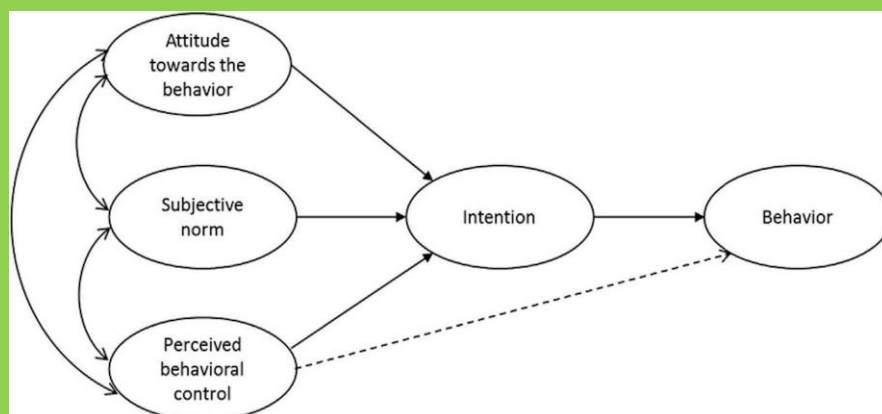 Attitude
towards the
behavior
Subjective
norm
Intention
Behavior
Perceived
behavioral
control